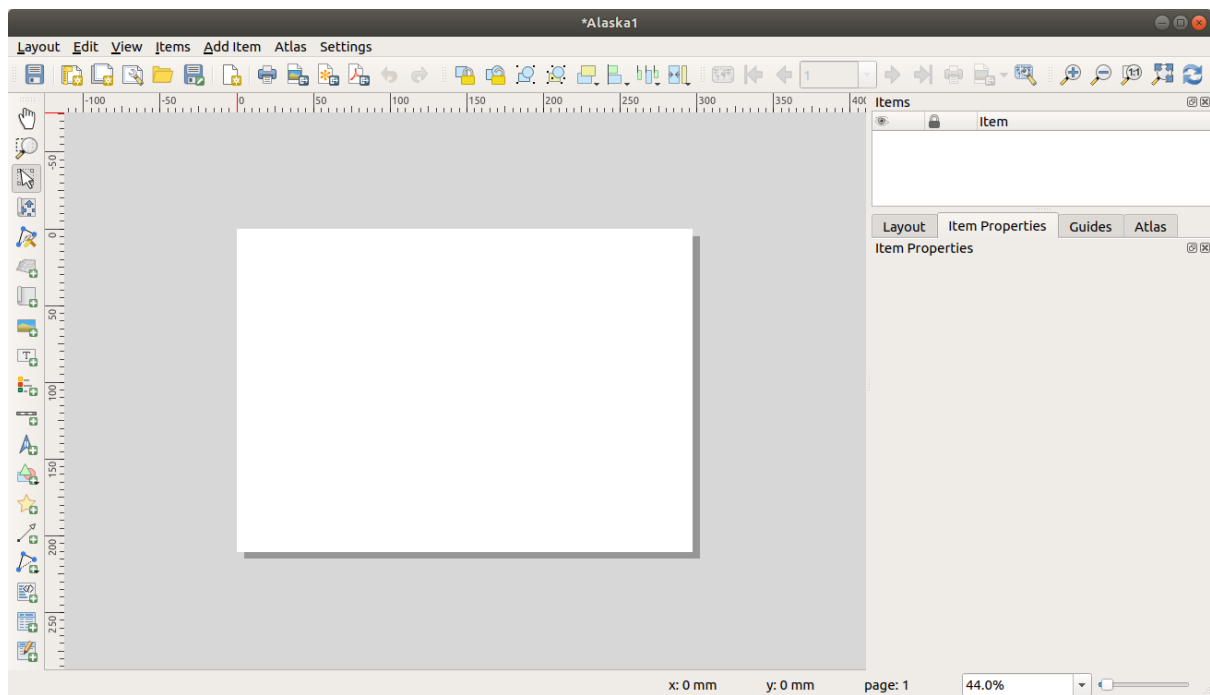 *Alaska1
Layout Edit View Items Add Item Atlas Settings
1:1
1
-100 -50 0 50 100 150 200 250 300 350 400
Items
Item
-50
0
50
100
150
200
250
Layout Item Properties Guides Atlas
Item Properties
x: 0 mm y: 0 mm page: 1 44.0%